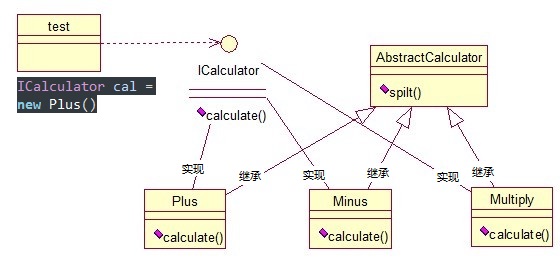 test
ICalculator cal =
new Plus()
ICalculator
calculate()
AbstractCalculator
spilt()
实现
继承
实现
继承
实现
继承
Plus
calculate()
Minus
calculate()
Multiply
calculate()